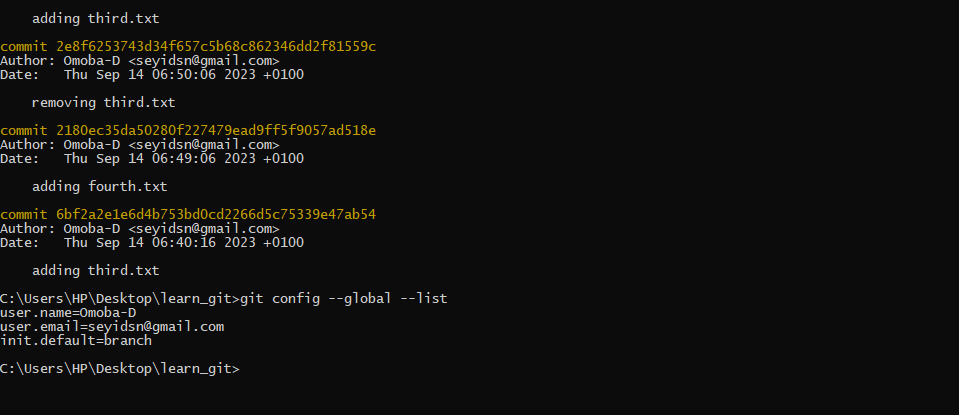 adding third.txt
commit 2e8f6253743d34f657c5b68c862346dd2f81559c
Author: Omoba-D <seyidsn@gmail.com>
Date:   Thu Sep 14 06:50:06 2023 +0100
removing third.txt
commit 2180ec35da50280f227479ead9ff5f9057ad518e
Author: Omoba-D <seyidsn@gmail.com>
Date:   Thu Sep 14 06:49:06 2023 +0100
adding fourth.txt
commit 6bf2a2e1e6d4b753bd0cd2266d5c75339e47ab54
Author: Omoba-D <seyidsn@gmail.com>
Date:   Thu Sep 14 06:40:16 2023 +0100
adding third.txt
C:\Users\HP\Desktop\learn_git>git config --global --list
user.name=Omoba-D
user.email=seyidsn@gmail.com
init.default=branch
C:\Users\HP\Desktop\learn_git>